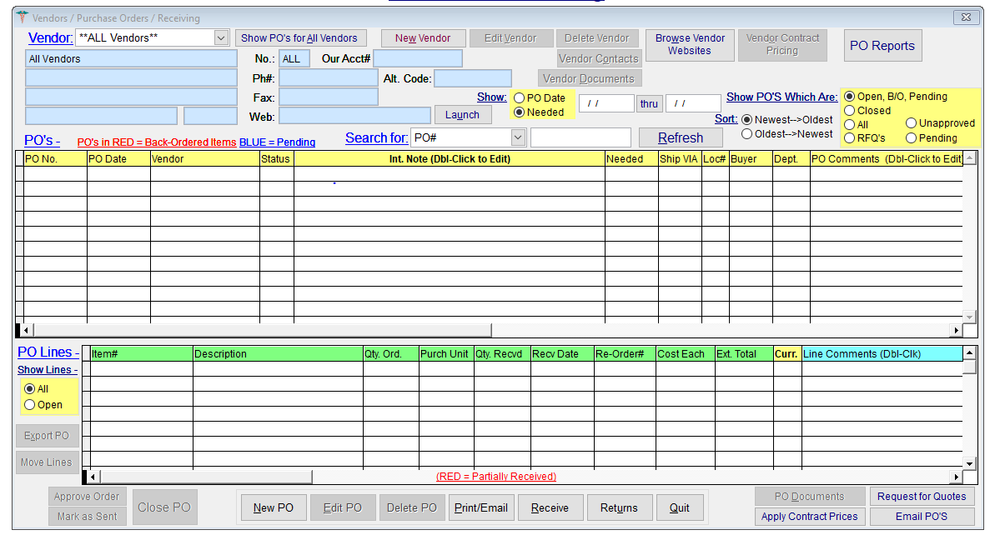 Vendors / Purchase Orders / Receiving
Vendor: **ALL Vendors** Show PO's for All Vendors New Vendor Edit Vendor Delete Vendor Browse Vendor Websites Vendor Contract Pricing PO Reports
All Vendors No.: ALL Our Acct# Vendor Contacts
Ph#: Alt. Code: Vendor Documents
Fax: Show: PO Date / / thru / / Show PO'S Which Are: Open, B/O, Pending
Needed Closed
Web: Launch Sort: Newest-->Oldest All Unapproved
Oldest-->Newest RFQ's Pending
PO's - PO's in RED = Back-Ordered Items BLUE = Pending Search for: PO# Refresh
PO No. PO Date Vendor Status Int. Note (Dbl-Click to Edit) Needed Ship VIA Loc# Buyer Dept. PO Comments (Dbl-Click to Edit
PO Lines - Item# Description Qty. Ord. Purch Unit Qty. Recvd Recv Date Re-Order# Cost Each Ext. Total Curr. Line Comments (Dbl-Clk)
Show Lines -
All
Open
Export PO
Move Lines
(RED = Partially Received)
Approve Order Close PO New PO Edit PO Delete PO Print/Email Receive Returns Quit PO Documents Request for Quotes
Mark as Sent Apply Contract Prices Email PO'S